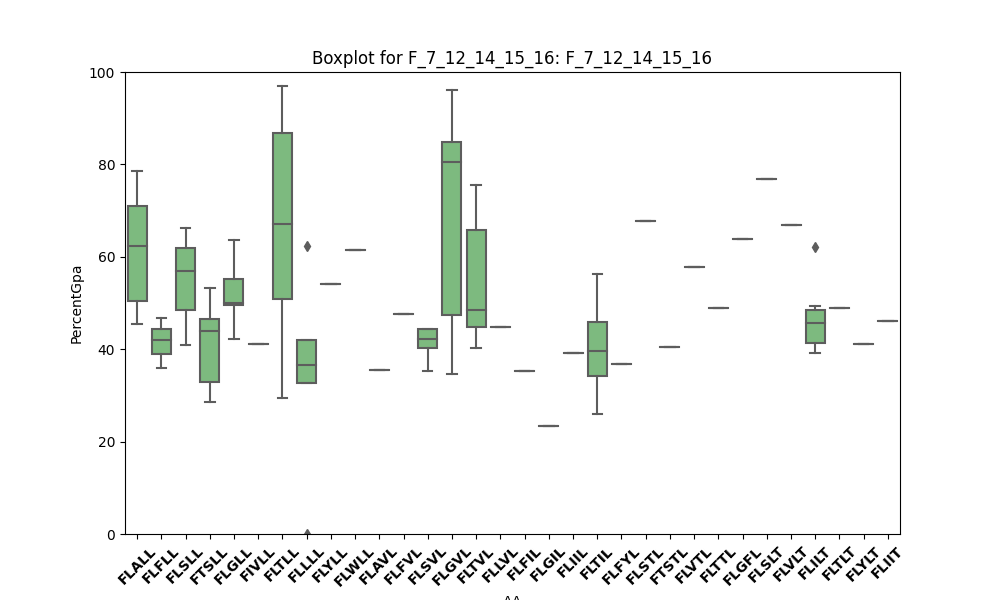 Boxplot for F_7_12_14_15_16: F_7_12_14_15_16
PercentGpa
100
80
60
40
20
0
FLALL FLFLL FLSLL FTSLL FLGLL FIVLL FLTLL FLLLL FLYLL FLWLL FLAVL FLFVL FLSVL FLGVL FLTVL FLLVL FLFIL FLGIL FLIIL FLTIL FLFYL FLSTL FTSTL FLVTL FLTTL FLGFL FLSLT FLVLT FLILT FLTLT FLYLT FLIIT
AA